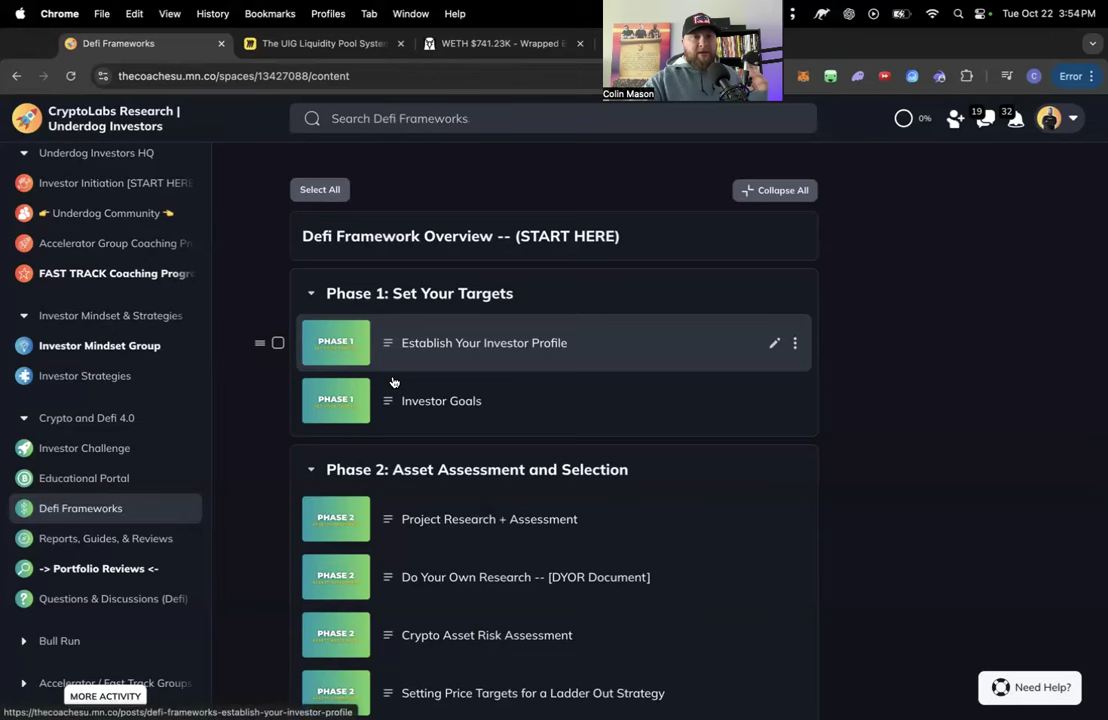 Chrome File Edit View History Bookmarks Profiles Tab Window Help
Tue Oct 22 3:54 PM
Defi Frameworks
The UIG Liquidity Pool System
WETH $741.23K - Wrapped E
thecoachesu.mn.co/spaces/13427088/content
C
Error
Colin Mason
CryptoLabs Research |
Underdog Investors
Search Defi Frameworks
0%
19
32
Underdog Investors HQ
Investor Initiation [START HERE
👉 Underdog Community 👈
Accelerator Group Coaching Pr
FAST TRACK Coaching Progr
Investor Mindset & Strategies
Investor Mindset Group
Investor Strategies
Crypto and Defi 4.0
Investor Challenge
Educational Portal
Defi Frameworks
Reports, Guides, & Reviews
-> Portfolio Reviews <-
Questions & Discussions (Defi)
Bull Run
Accelerator / Fast Track Groups
MORE ACTIVITY
https://thecoachesu.mn.co/posts/defi-frameworks-establish-your-investor-profile
Select All
Collapse All
Defi Framework Overview -- (START HERE)
Phase 1: Set Your Targets
PHASE 1
Establish Your Investor Profile
PHASE 1
Investor Goals
Phase 2: Asset Assessment and Selection
PHASE 2
Project Research + Assessment
PHASE 2
Do Your Own Research -- [DYOR Document]
PHASE 2
Crypto Asset Risk Assessment
PHASE 2
Setting Price Targets for a Ladder Out Strategy
Need Help?